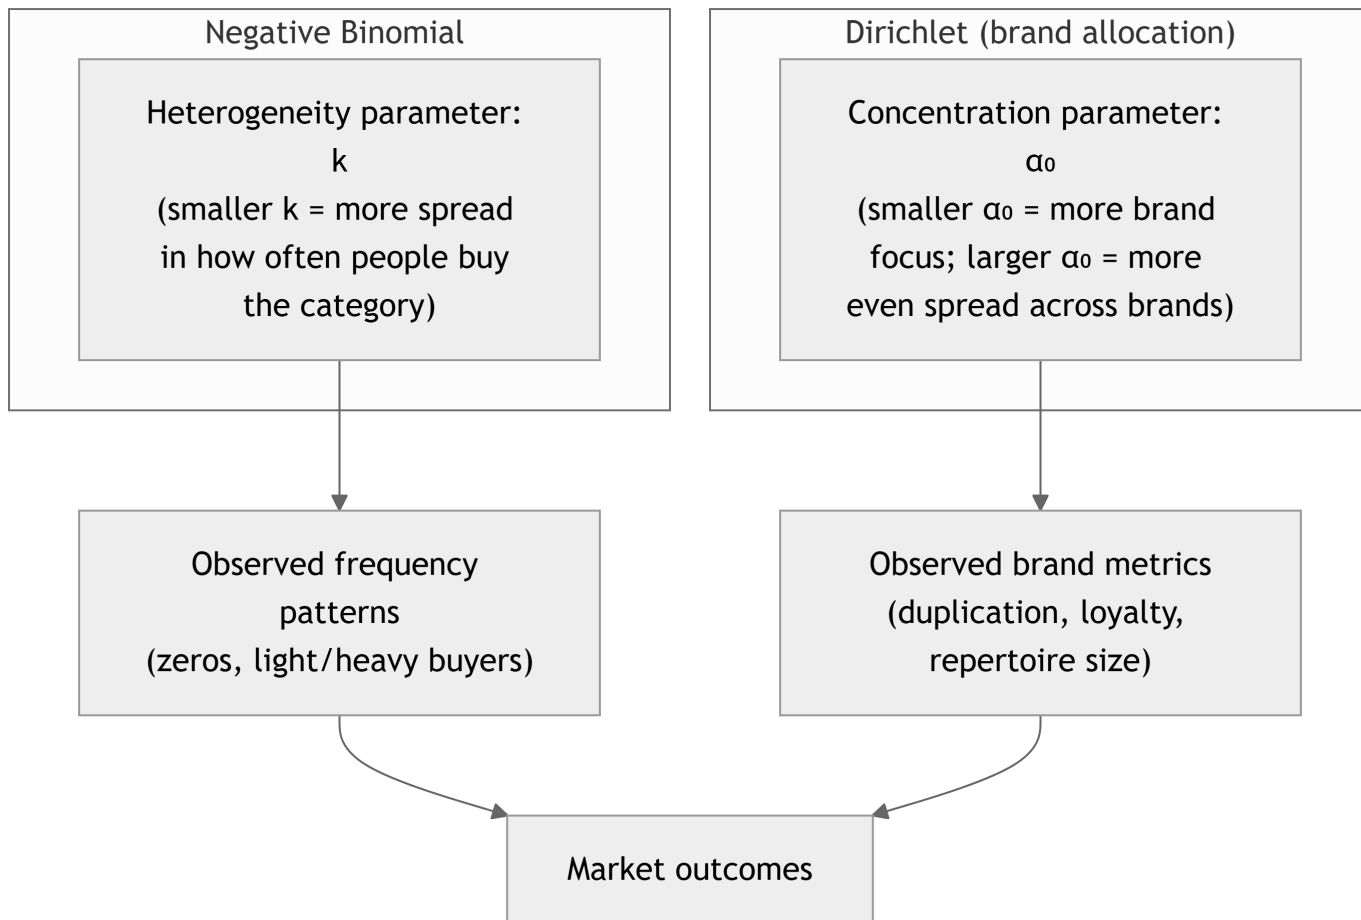 Negative Binomial
Heterogeneity parameter:
k
(smaller k = more spread
in how often people buy
the category)
Dirichlet (brand allocation)
Concentration parameter:
α₀
(smaller α₀ = more brand
focus; larger α₀ = more
even spread across brands)
Observed frequency
patterns
(zeros, light/heavy buyers)
Observed brand metrics
(duplication, loyalty,
repertoire size)
Market outcomes